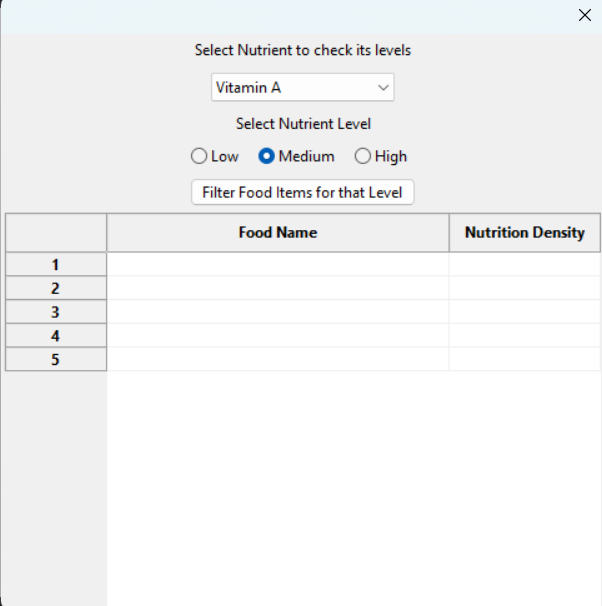 Select Nutrient to check its levels
Vitamin A
Select Nutrient Level
Low Medium High
Filter Food Items for that Level
Food Name Nutrition Density
1
2
3
4
5